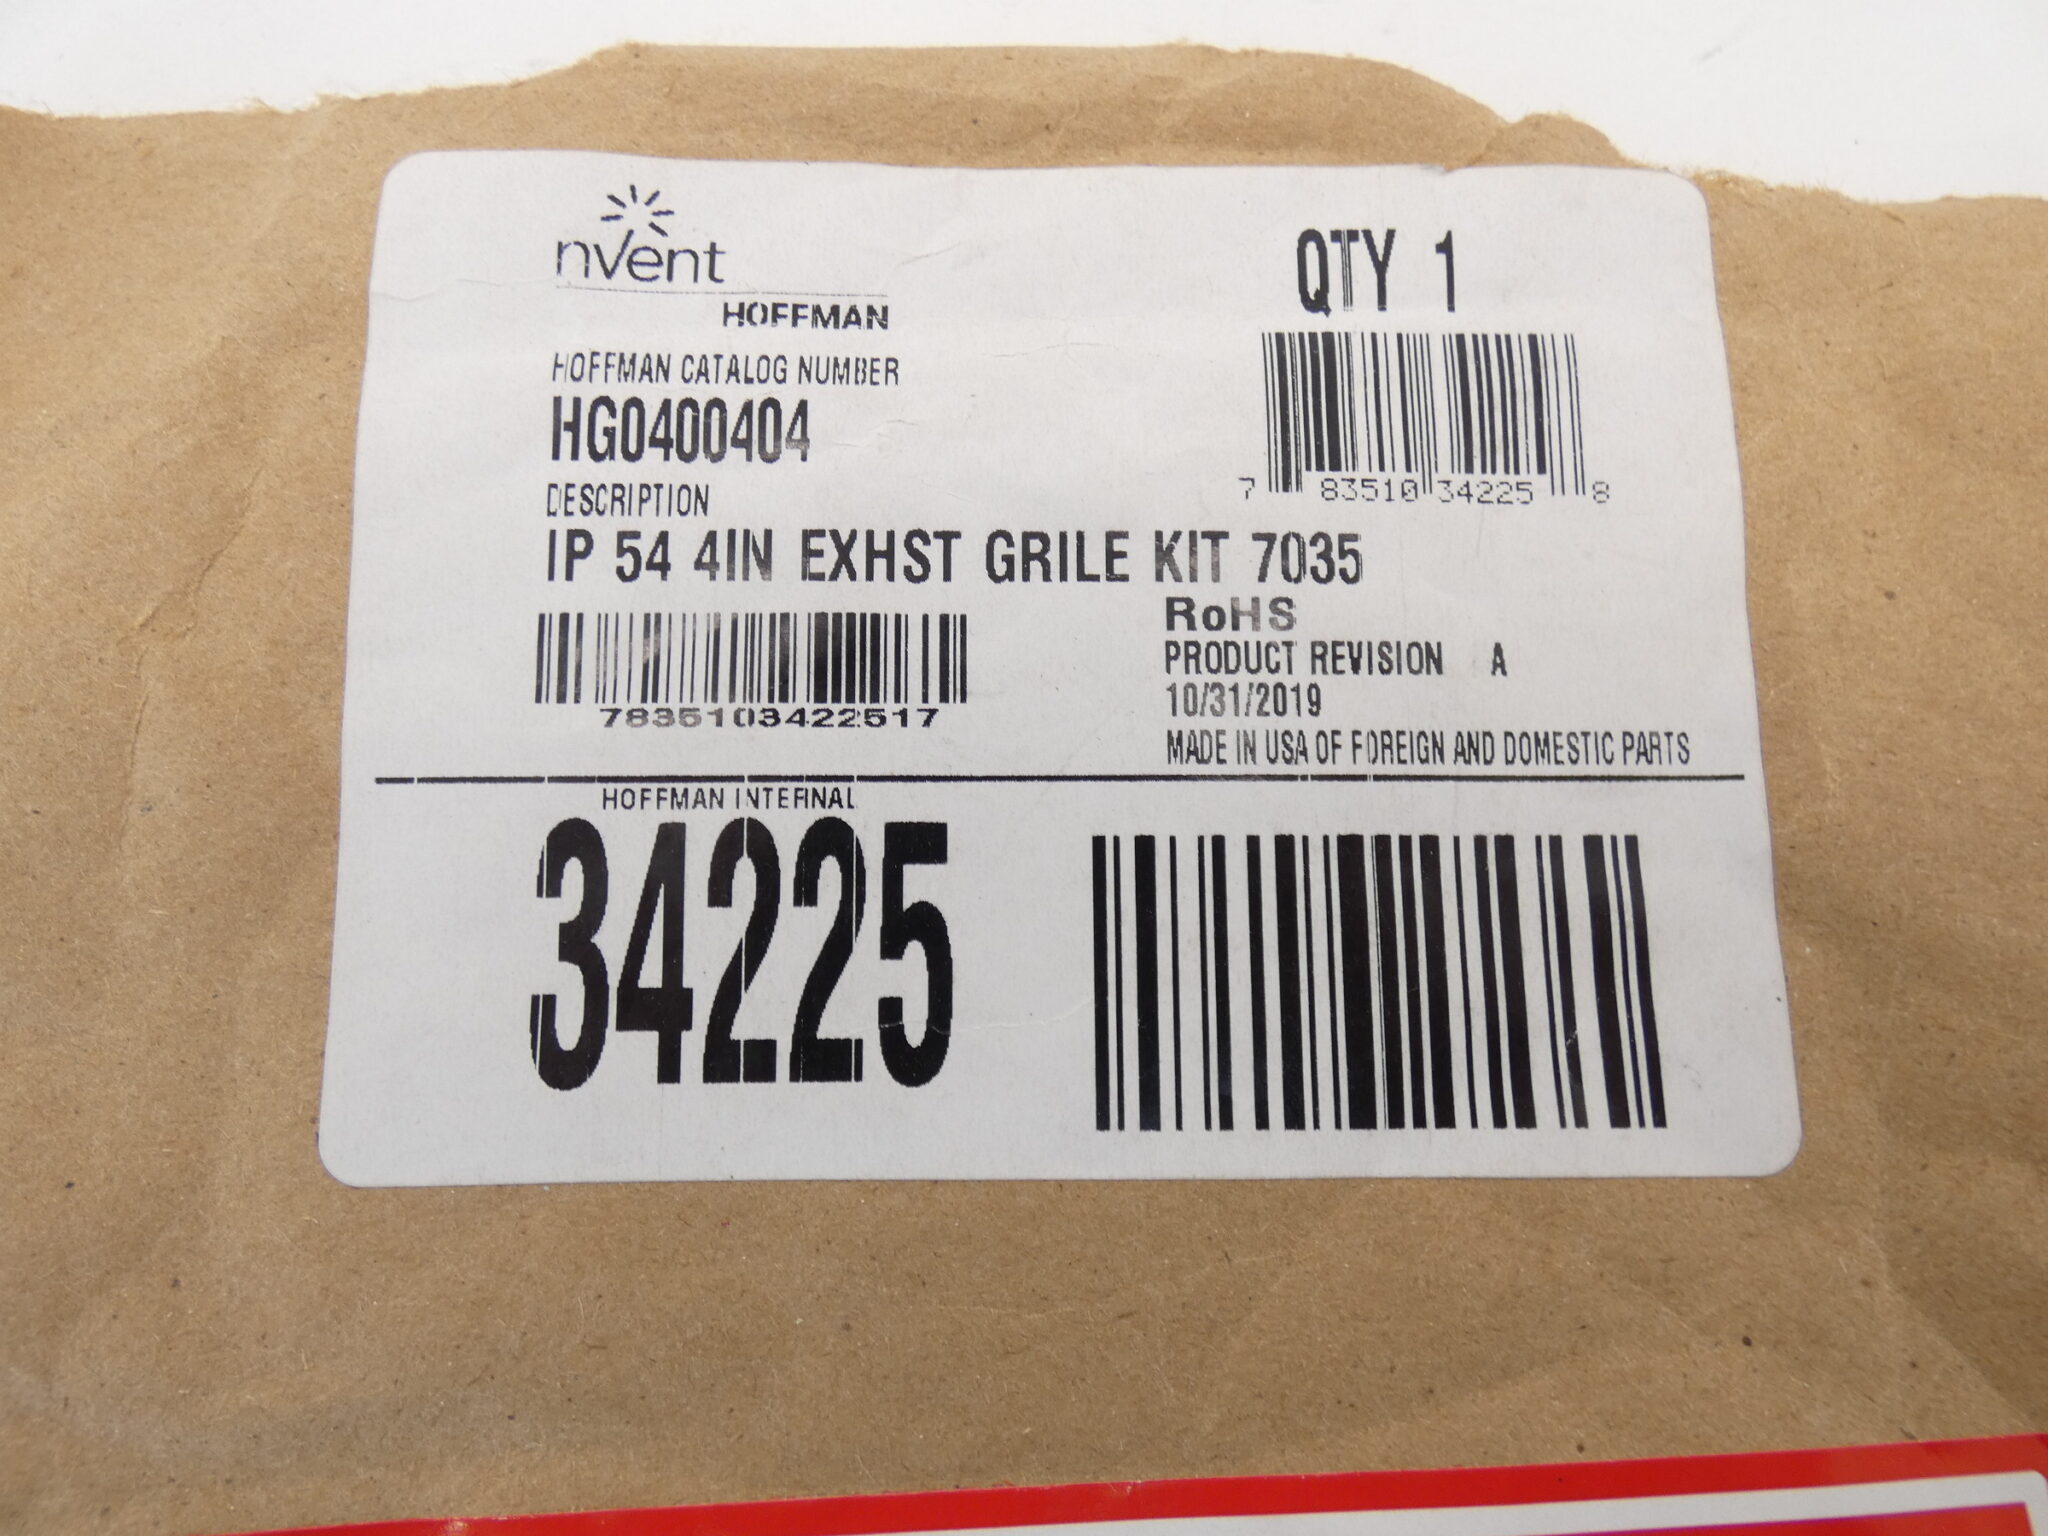 nvent
HOFFMAN
QTY 1
HOFFMAN CATALOG NUMBER
HG0400404
7 83510 34225 8
DESCRIPTION
IP 54 4IN EXHST GRILE KIT 7035
RoHS
PRODUCT REVISION A
10/31/2019
7835103422517
MADE IN USA OF FOREIGN AND DOMESTIC PARTS
HOFFMAN INTERNAL
34225